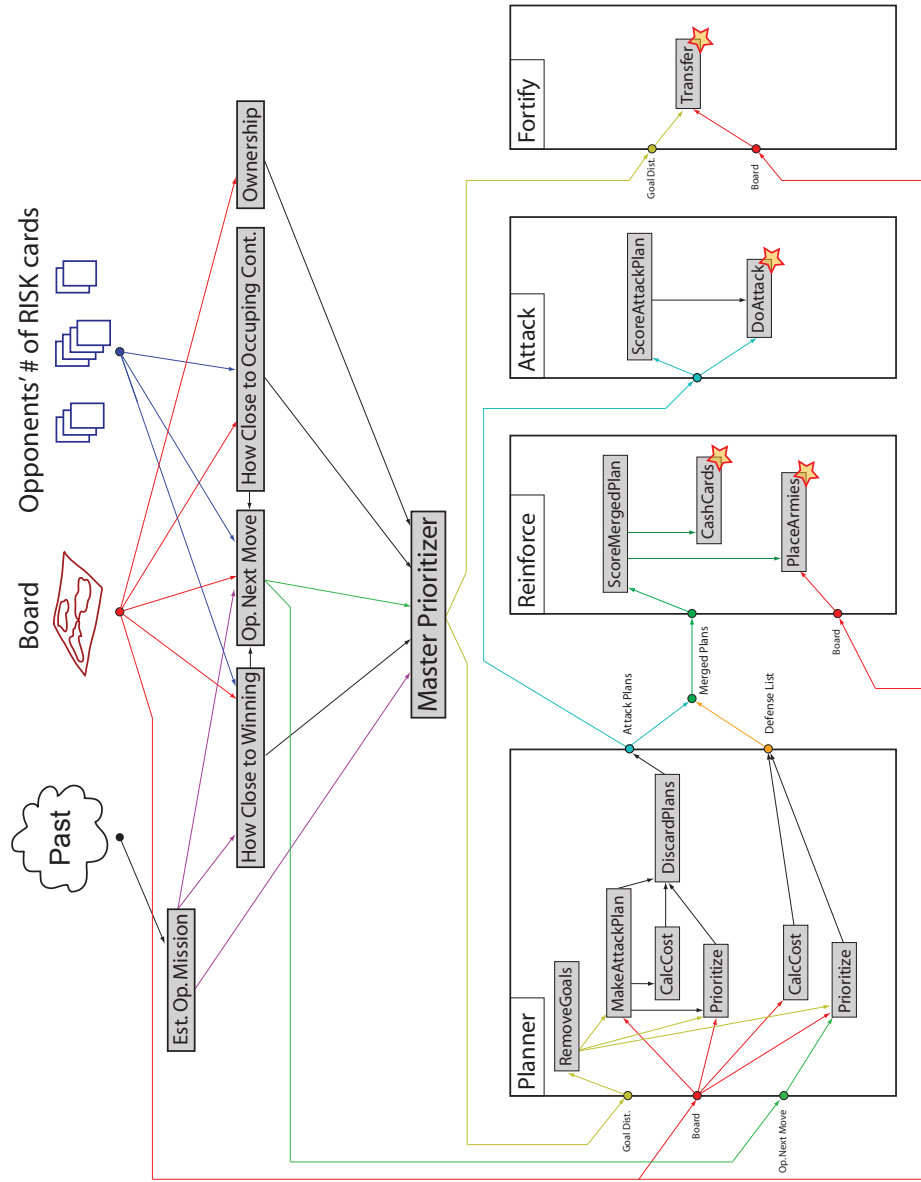 Past
Board
Opponents' # of RISK cards
Est. Op. Mission
How Close to Winning
Op. Next Move
How Close to Occuping Cont.
Ownership
Master Prioritizer
Planner
RemoveGoals
MakeAttackPlan
CalcCost
Prioritize
DiscardPlans
CalcCost
Prioritize
Goal Dist.
Board
Op.Next Move
Attack Plans
Merged Plans
Defense List
Reinforce
ScoreMergedPlan
CashCards
PlaceArmies
Board
Attack
ScoreAttackPlan
DoAttack
Fortify
Goal Dist.
Transfer
Board